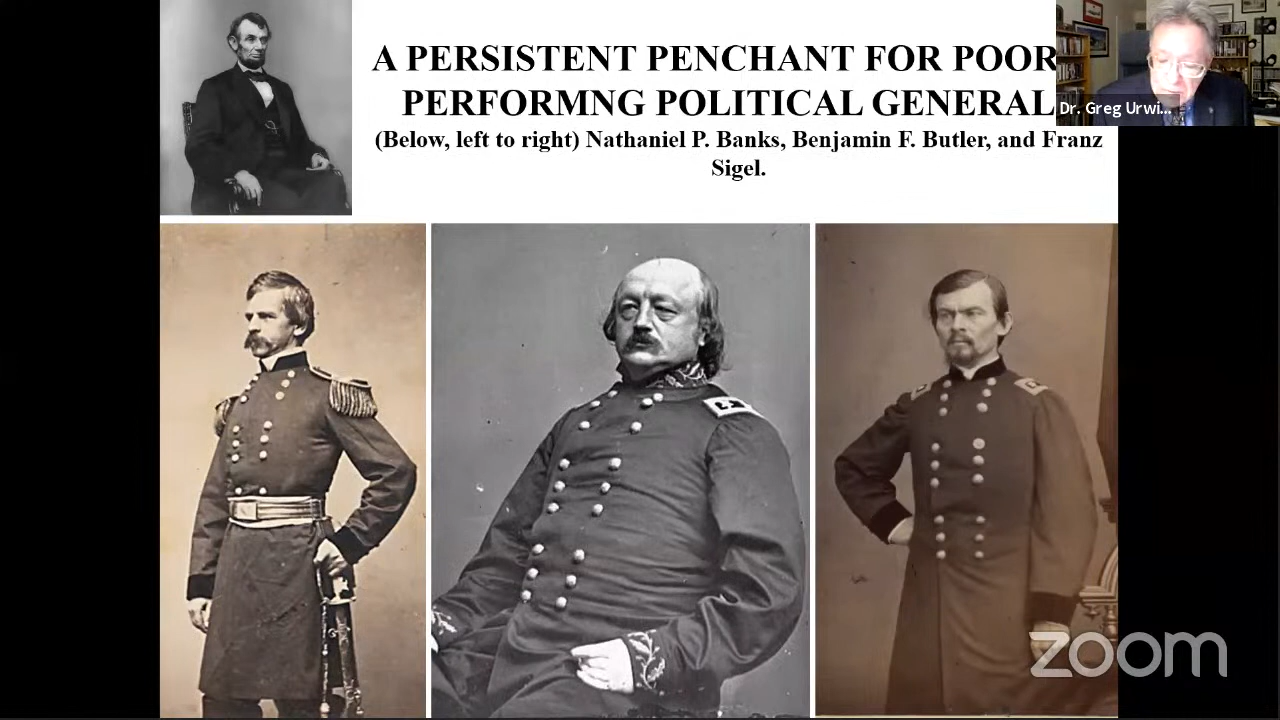 A PERSISTENT PENCHANT FOR POOR
PERFORMNG POLITICAL GENERAL
(Below, left to right) Nathaniel P. Banks, Benjamin F. Butler, and Franz
Sigel.
Dr. Greg Urwi...
zoom